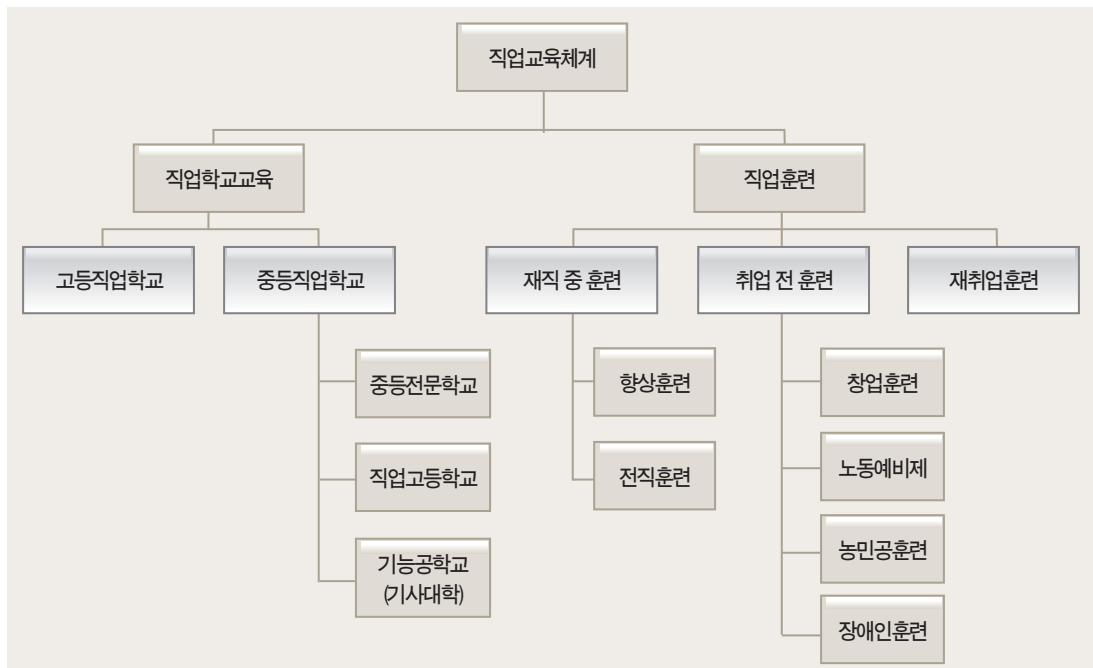 직업교육체계
직업학교교육
직업훈련
고등직업학교
중등직업학교
재직 중 훈련
취업 전 훈련
재취업훈련
중등전문학교
직업고등학교
기능공학교
(기사대학)
향상훈련
전직훈련
창업훈련
노동예비제
농민공훈련
장애인훈련